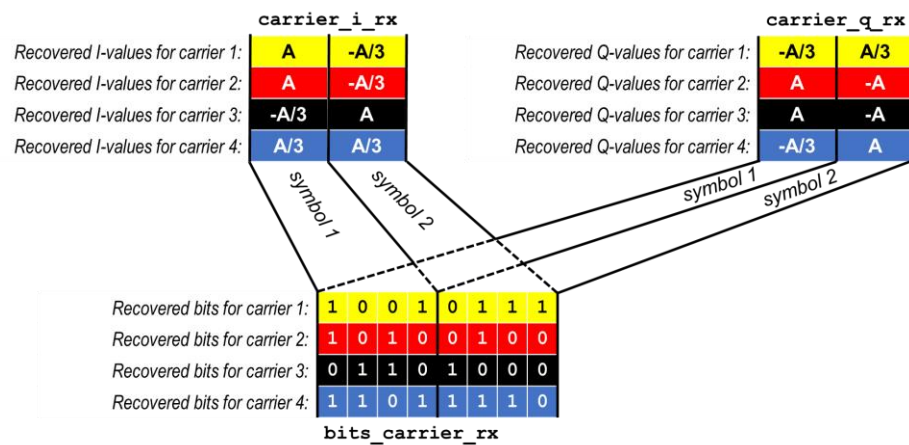 carrier_i_rx
Recovered I-values for carrier 1: A -A/3
Recovered I-values for carrier 2: A -A/3
Recovered I-values for carrier 3: -A/3 A
Recovered I-values for carrier 4: A/3 A/3
carrier_q_rx
Recovered Q-values for carrier 1: -A/3 A/3
Recovered Q-values for carrier 2: A -A
Recovered Q-values for carrier 3: A -A
Recovered Q-values for carrier 4: -A/3 A
symbol 1
symbol 2
symbol 1
symbol 2
Recovered bits for carrier 1: 1 0 0 1 0 1 1 1
Recovered bits for carrier 2: 1 0 1 0 0 1 0 0
Recovered bits for carrier 3: 0 1 1 0 1 0 0 0
Recovered bits for carrier 4: 1 1 0 1 1 1 1 0
bits_carrier_rx